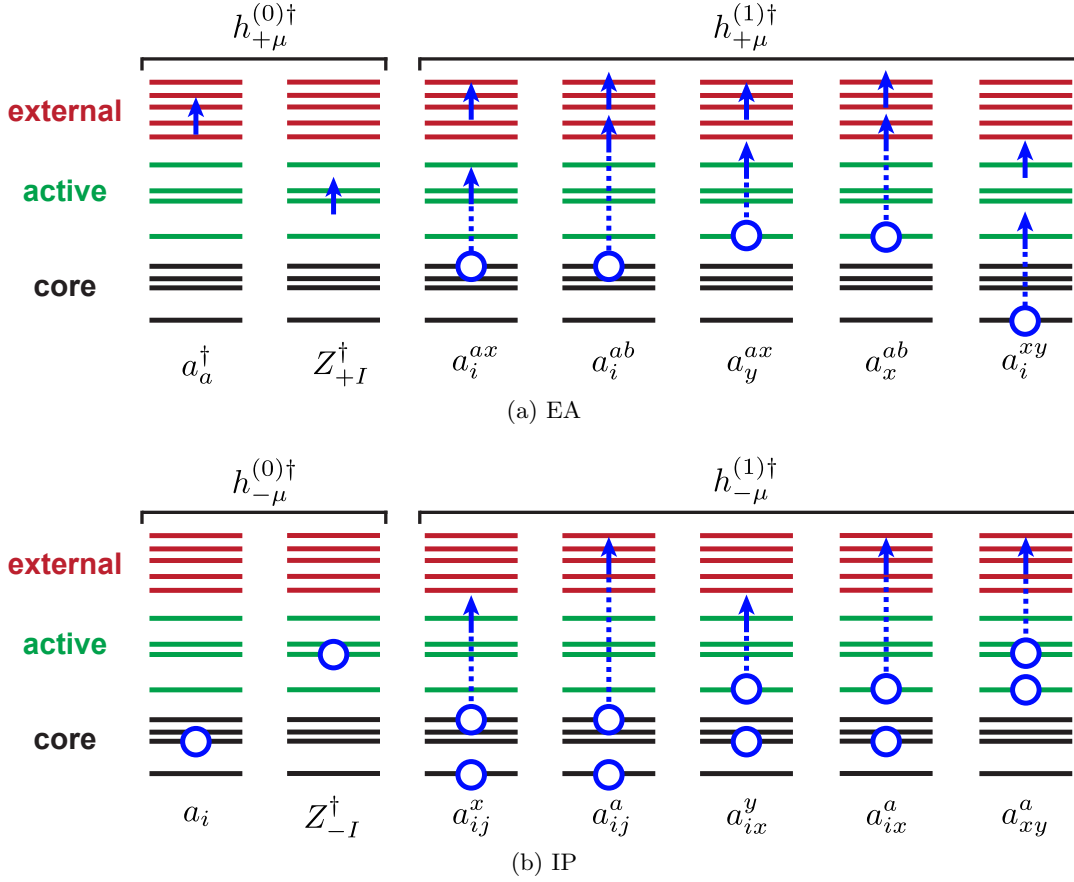 h_{+\mu}^{(0)\dagger} h_{+\mu}^{(1)\dagger}
external
active
core
a_a^\dagger Z_{+I}^\dagger a_i^{ax} a_i^{ab} a_y^{ax} a_x^{ab} a_i^{xy}
(a) EA
h_{-\mu}^{(0)\dagger} h_{-\mu}^{(1)\dagger}
external
active
core
a_i Z_{-I}^\dagger a_{ij}^x a_{ij}^a a_{ix}^y a_{ix}^a a_{xy}^a
(b) IP